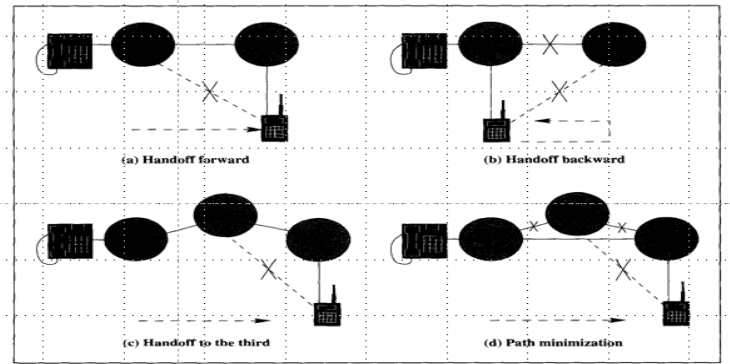 (a) Handoff forward
(b) Handoff backward
(c) Handoff to the third
(d) Path minimization